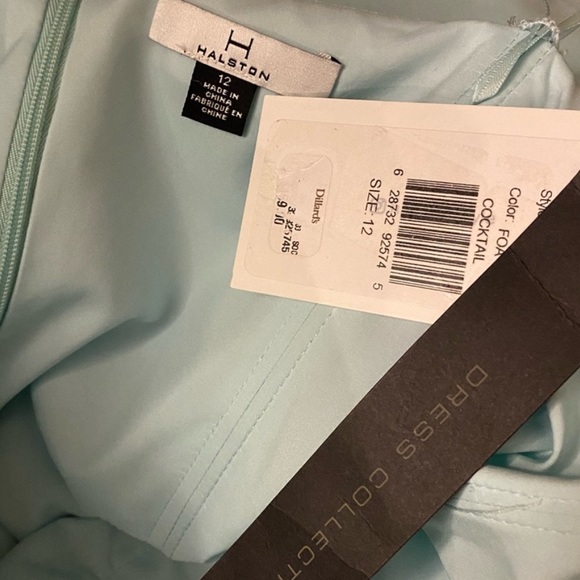 H
HALSTON
12
MADE IN
CHINA
FABRIQUÉ EN
CHINE
Color: FOA
COCKTAIL
6 28732 92574 5
SIZE: 12
Dillard's
DRESS COLLECTI